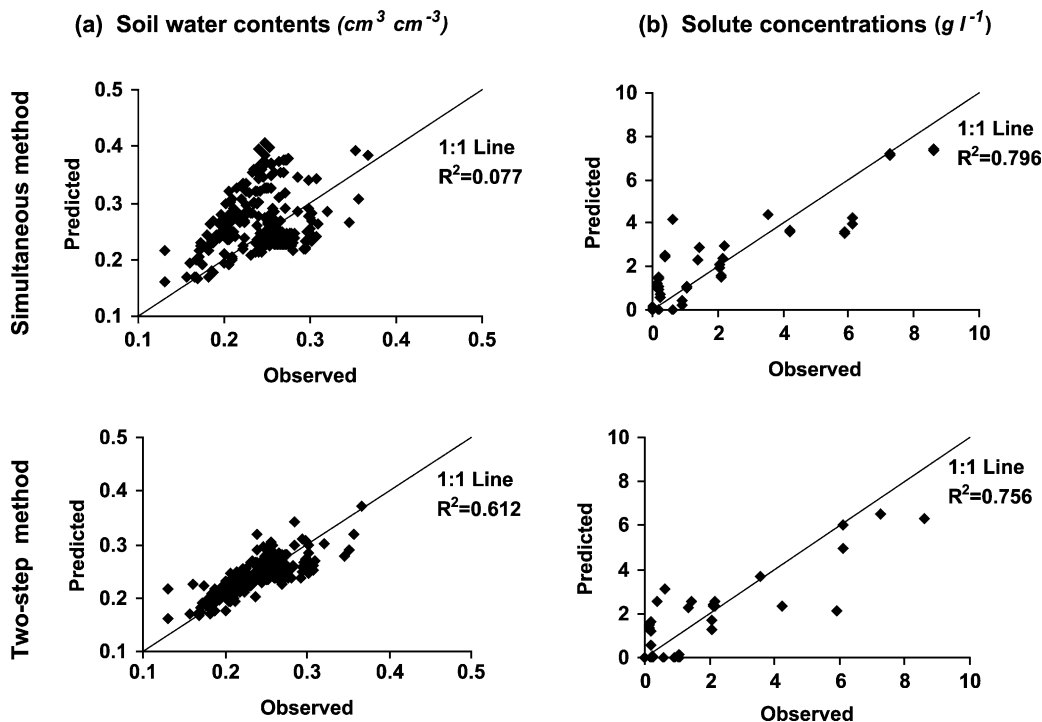 (a) Soil water contents (cm³ cm⁻³)
(b) Solute concentrations (g l⁻¹)
Simultaneous method
Predicted
0.5
0.4
0.3
0.2
0.1
0.1 0.2 0.3 0.4 0.5
Observed
1:1 Line
R²=0.077
Predicted
10
8
6
4
2
0
0 2 4 6 8 10
Observed
1:1 Line
R²=0.796
Two-step method
Predicted
0.5
0.4
0.3
0.2
0.1
0.1 0.2 0.3 0.4 0.5
Observed
1:1 Line
R²=0.612
Predicted
10
8
6
4
2
0
0 2 4 6 8 10
Observed
1:1 Line
R²=0.756